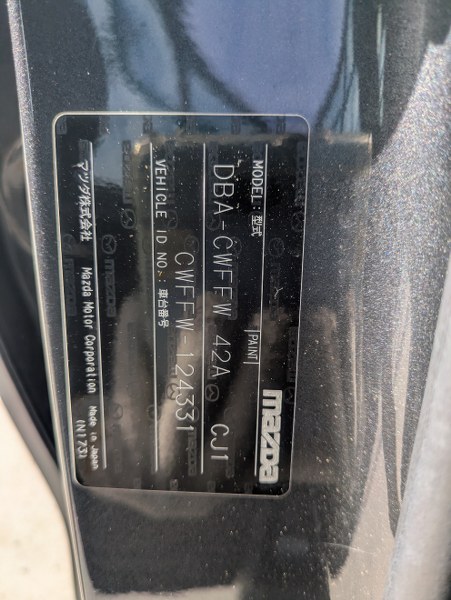 mazda
MODEL:型式 PAINT
DBA-CWFFW 42A CJ1
VEHICLE ID NO.:車台番号
CWFFW-124331
マツダ株式会社 Mazda Motor Corporation Made in Japan
(N173)